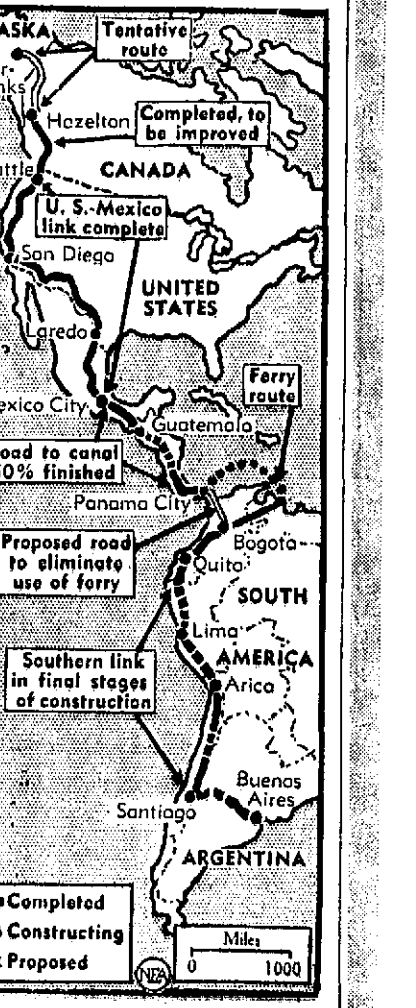 ASKA
Tentative
route
r-
nks
Hazelton
Completed, to
be improved
ttle
CANADA
U. S.-Mexico
link complete
San Diego
UNITED
STATES
Laredo
Ferry
route
exico City
Guatemala
oad to canal
50% finished
Panama City
Proposed road
to eliminate
use of ferry
Bogota
Quito
SOUTH
Lima
AMERICA
Southern link
in final stages
of construction
Arica
Buenos
Aires
Santiago
ARGENTINA
Completed
Constructing
Proposed
Miles
0 1000
NEA